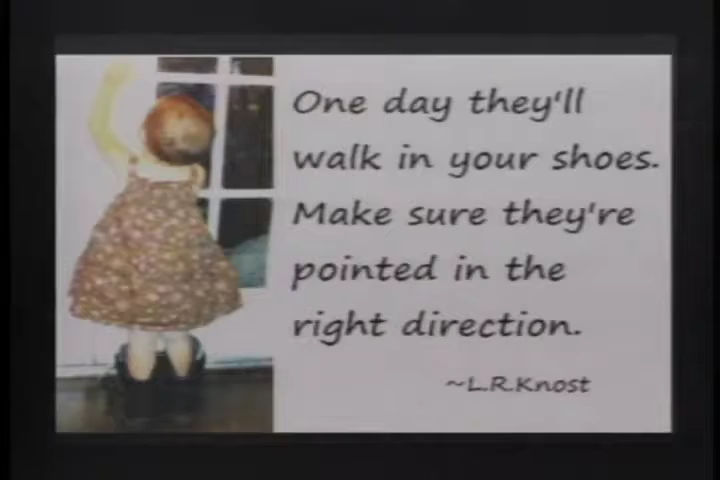 One day they'll
walk in your shoes.
Make sure they're
pointed in the
right direction.
~L.R.Knost